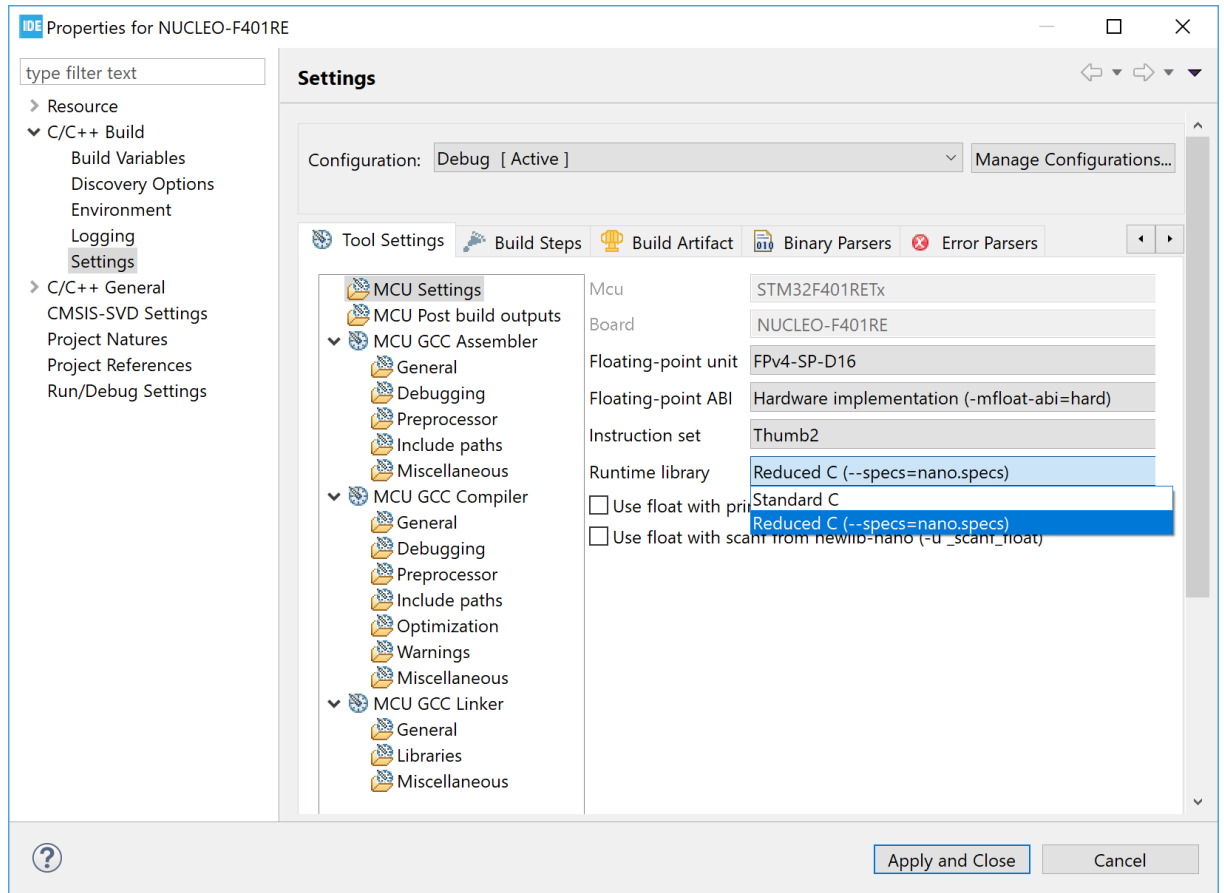 IDE Properties for NUCLEO-F401RE
type filter text
Resource
C/C++ Build
Build Variables
Discovery Options
Environment
Logging
Settings
C/C++ General
CMSIS-SVD Settings
Project Natures
Project References
Run/Debug Settings
Settings
Configuration: Debug [ Active ] Manage Configurations...
Tool Settings Build Steps Build Artifact 010 Binary Parsers Error Parsers
MCU Settings
MCU Post build outputs
MCU GCC Assembler
General
Debugging
Preprocessor
Include paths
Miscellaneous
MCU GCC Compiler
General
Debugging
Preprocessor
Include paths
Optimization
Warnings
Miscellaneous
MCU GCC Linker
General
Libraries
Miscellaneous
Mcu STM32F401RETx
Board NUCLEO-F401RE
Floating-point unit FPv4-SP-D16
Floating-point ABI Hardware implementation (-mfloat-abi=hard)
Instruction set Thumb2
Runtime library Reduced C (--specs=nano.specs)
Standard C
Reduced C (--specs=nano.specs)
Use float with pri
Use float with scanf from newlib-nano (-u _scanf_float)
? Apply and Close Cancel